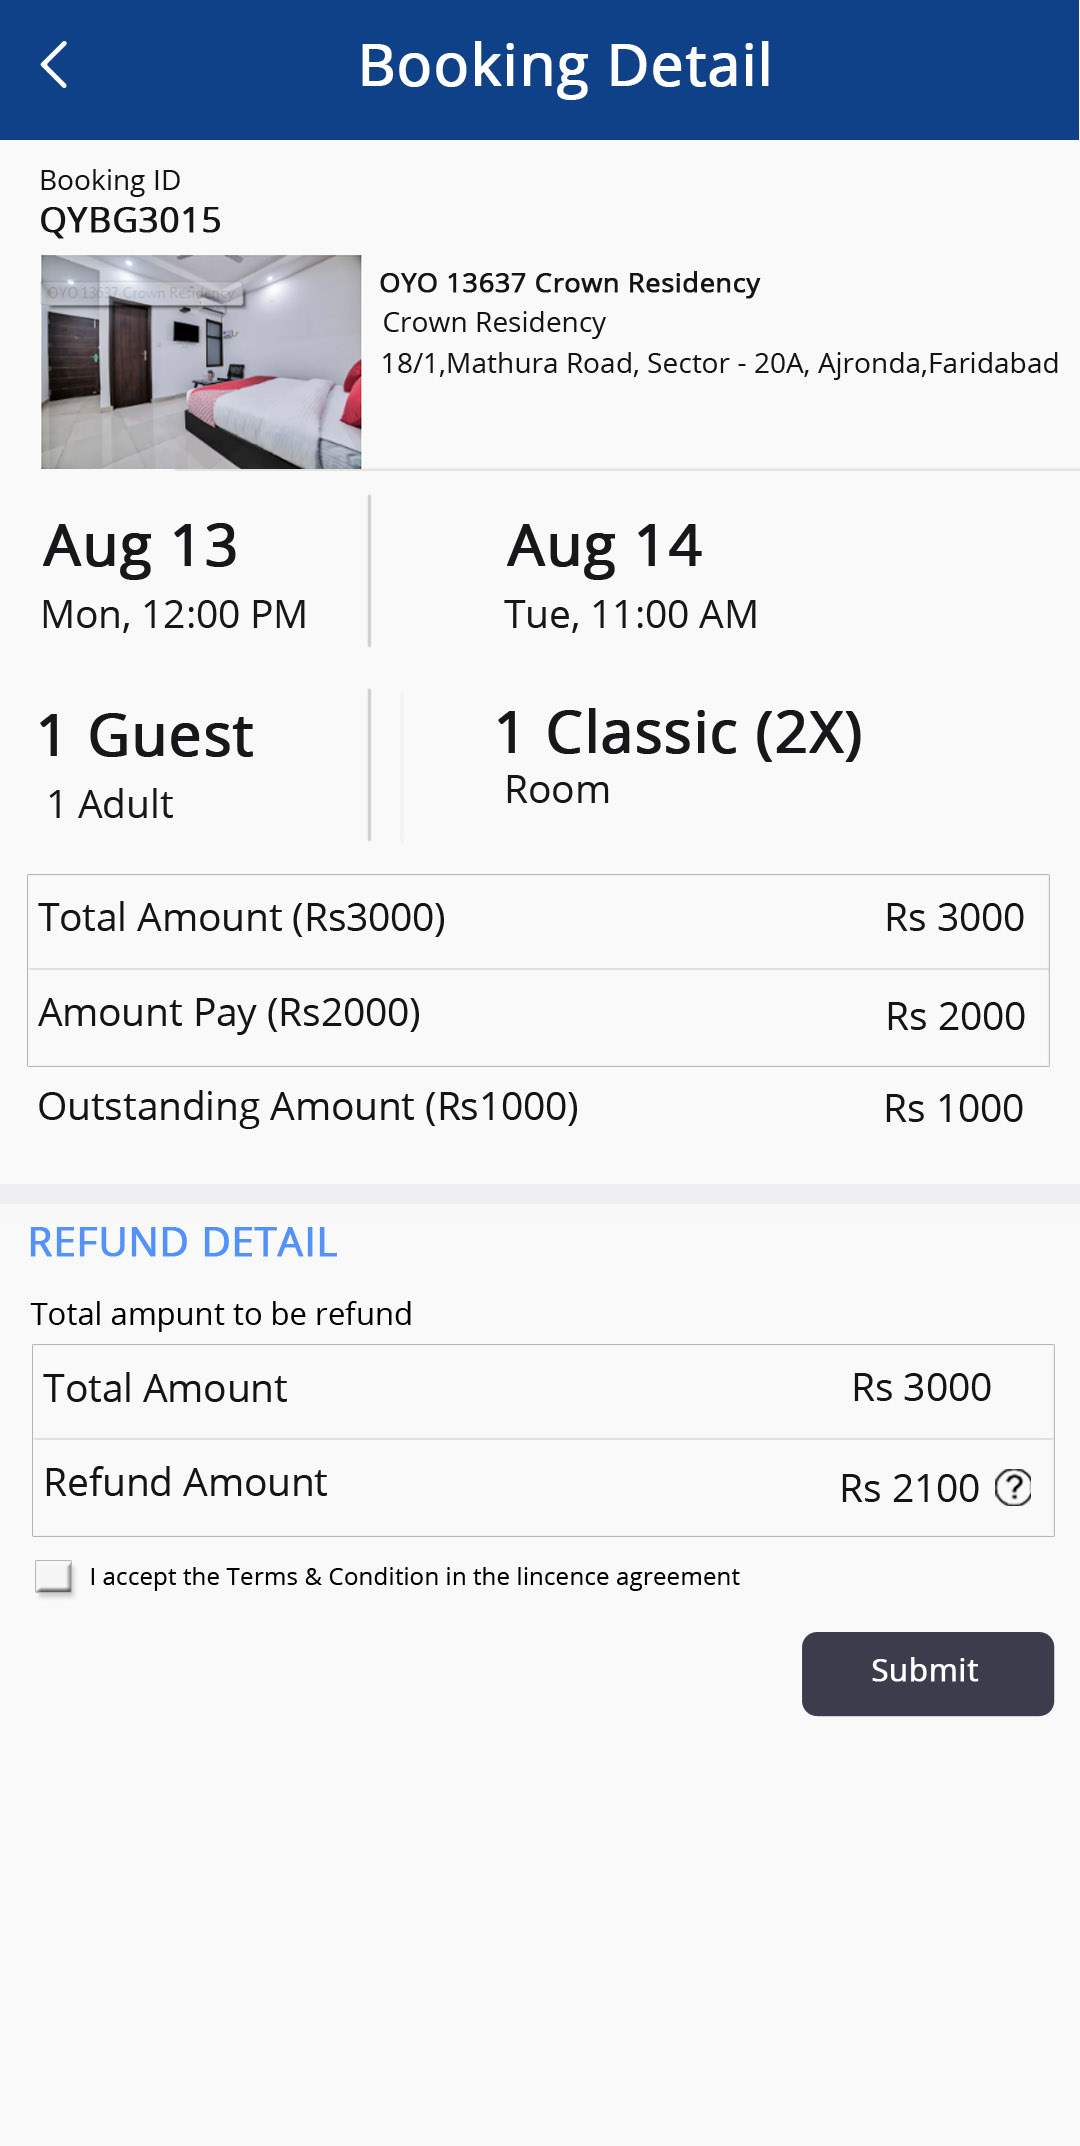 Booking Detail
Booking ID
QYBG3015
OYO 13637 Crown Residency
OYO 13637 Crown Residency
Crown Residency
18/1,Mathura Road, Sector - 20A, Ajronda,Faridabad
Aug 13
Aug 14
Mon, 12:00 PM
Tue, 11:00 AM
1 Guest
1 Classic (2X)
1 Adult
Room
Total Amount (Rs3000) Rs 3000
Amount Pay (Rs2000) Rs 2000
Outstanding Amount (Rs1000) Rs 1000
REFUND DETAIL
Total ampunt to be refund
Total Amount Rs 3000
Refund Amount Rs 2100 ?
I accept the Terms & Condition in the lincence agreement
Submit